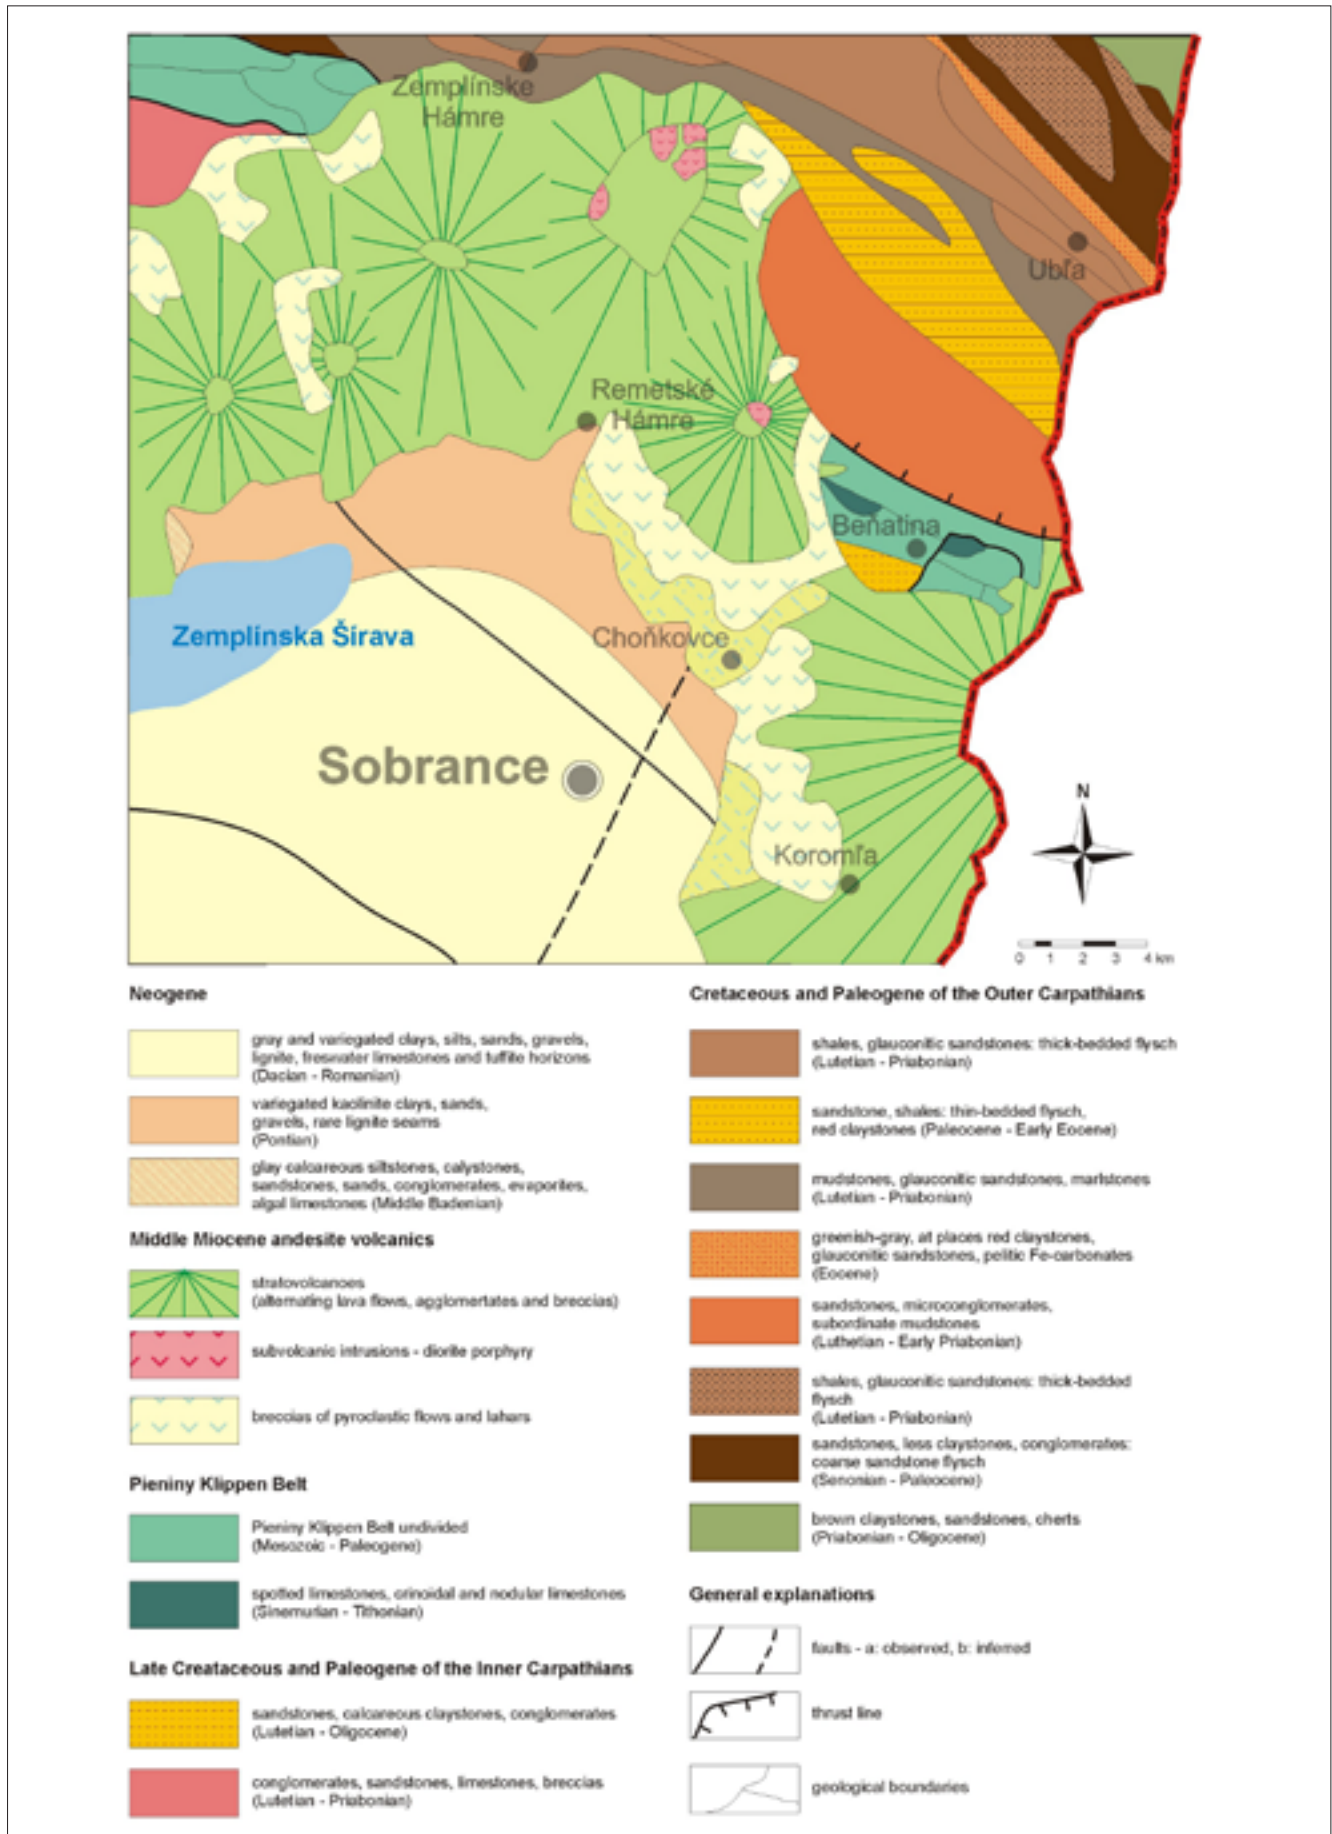 Zemplínske
Hámre
Ubľa
Remetské
Hámre
Beňatina
Zemplínska Šírava
Choňkovce
Sobrance
Koromľa
N
0 1 2 3 4 km
Neogene
gray and variegated clays, silts, sands, gravels,
lignite, freswater limestones and tuffite horizons
(Dacian - Romanian)
variegated kaolinite clays, sands,
gravels, rare lignite seams
(Pontian)
glay calcareous siltstones, calystones,
sandstones, sands, conglomerates, evaporites,
algal limestones (Middle Badenian)
Middle Miocene andesite volcanics
stratovolcanoes
(alternating lava flows, agglomertates and breccias)
subvolcanic intrusions - diorite porphyry
breccias of pyroclastic flows and lahars
Pieniny Klippen Belt
Pieniny Klippen Belt undivided
(Mesozoic - Paleogene)
spotted limestones, crinoidal and nodular limestones
(Sinemurian - Tithonian)
Late Creataceous and Paleogene of the Inner Carpathians
sandstones, calcareous claystones, conglomerates
(Lutetian - Oligocene)
conglomerates, sandstones, limestones, breccias
(Lutetian - Priabonian)
Cretaceous and Paleogene of the Outer Carpathians
shales, glauconitic sandstones: thick-bedded flysch
(Lutetian - Priabonian)
sandstone, shales: thin-bedded flysch,
red claystones (Paleocene - Early Eocene)
mudstones, glauconitic sandstones, marlstones
(Lutetian - Priabonian)
greenish-gray, at places red claystones,
glauconitic sandstones, pelitic Fe-carbonates
(Eocene)
sandstones, microconglomerates,
subordinate mudstones
(Luthetian - Early Priabonian)
shales, glauconitic sandstones: thick-bedded
flysch
(Lutetian - Priabonian)
sandstones, less claystones, conglomerates:
coarse sandstone flysch
(Senonian - Paleocene)
brown claystones, sandstones, cherts
(Priabonian - Oligocene)
General explanations
faults - a: observed, b: inferred
thrust line
geological boundaries